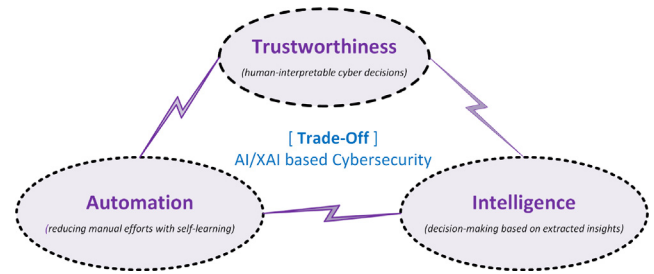 Trustworthiness
(human-interpretable cyber decisions)
[ Trade-Off ]
AI/XAI based Cybersecurity
Automation
(reducing manual efforts with self-learning)
Intelligence
(decision-making based on extracted insights)